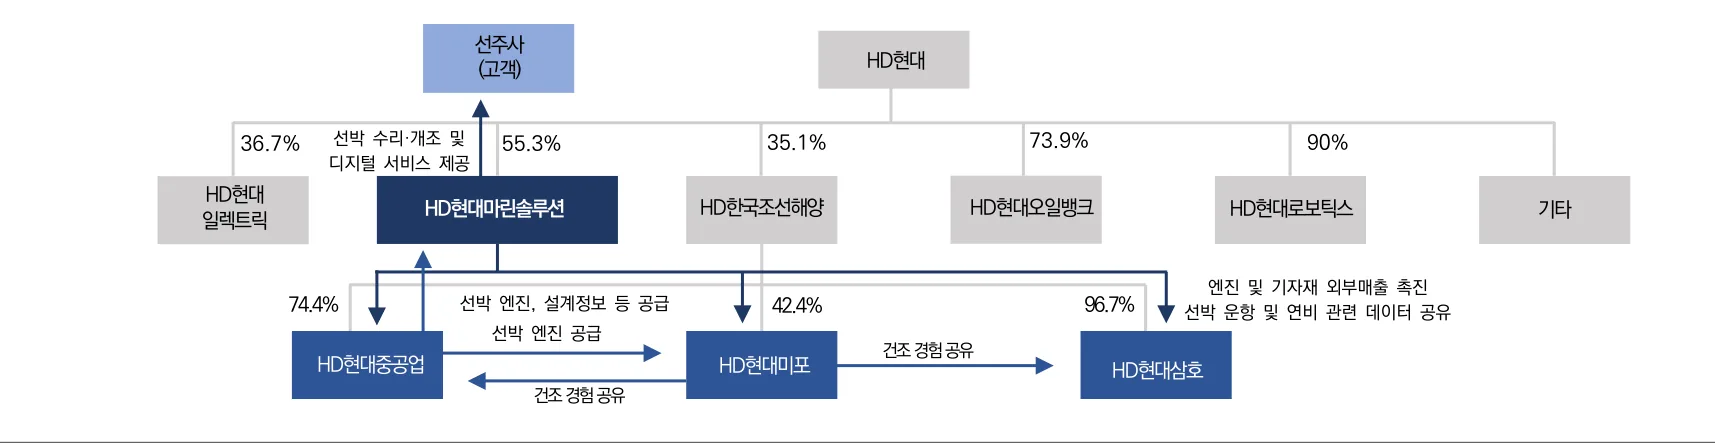 선주사
(고객)
HD현대
36.7%
선박 수리·개조 및
디지털 서비스 제공
55.3%
35.1%
73.9%
90%
HD현대
일렉트릭
HD현대마린솔루션
HD한국조선해양
HD현대오일뱅크
HD현대로보틱스
기타
74.4%
선박 엔진, 설계정보 등 공급
42.4%
96.7%
엔진 및 기자재 외부매출 촉진
선박 운항 및 연비 관련 데이터 공유
선박 엔진 공급
HD현대중공업
HD현대미포
건조 경험 공유
HD현대삼호
건조 경험 공유